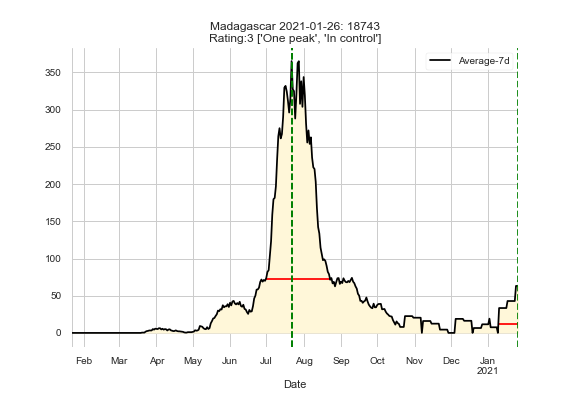 Madagascar 2021-01-26: 18743
Rating:3 ['One peak', 'In control']
Average-7d
350
300
250
200
150
100
50
0
Feb Mar Apr May Jun Jul Aug Sep Oct Nov Dec Jan
2021
Date